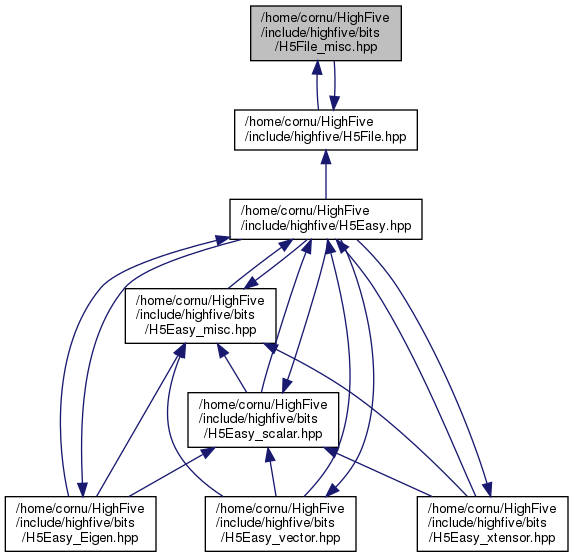 /home/cornu/HighFive
/include/highfive/bits
/H5File_misc.hpp
/home/cornu/HighFive
/include/highfive/H5File.hpp
/home/cornu/HighFive
/include/highfive/H5Easy.hpp
/home/cornu/HighFive
/include/highfive/bits
/H5Easy_misc.hpp
/home/cornu/HighFive
/include/highfive/bits
/H5Easy_scalar.hpp
/home/cornu/HighFive
/include/highfive/bits
/H5Easy_Eigen.hpp
/home/cornu/HighFive
/include/highfive/bits
/H5Easy_vector.hpp
/home/cornu/HighFive
/include/highfive/bits
/H5Easy_xtensor.hpp